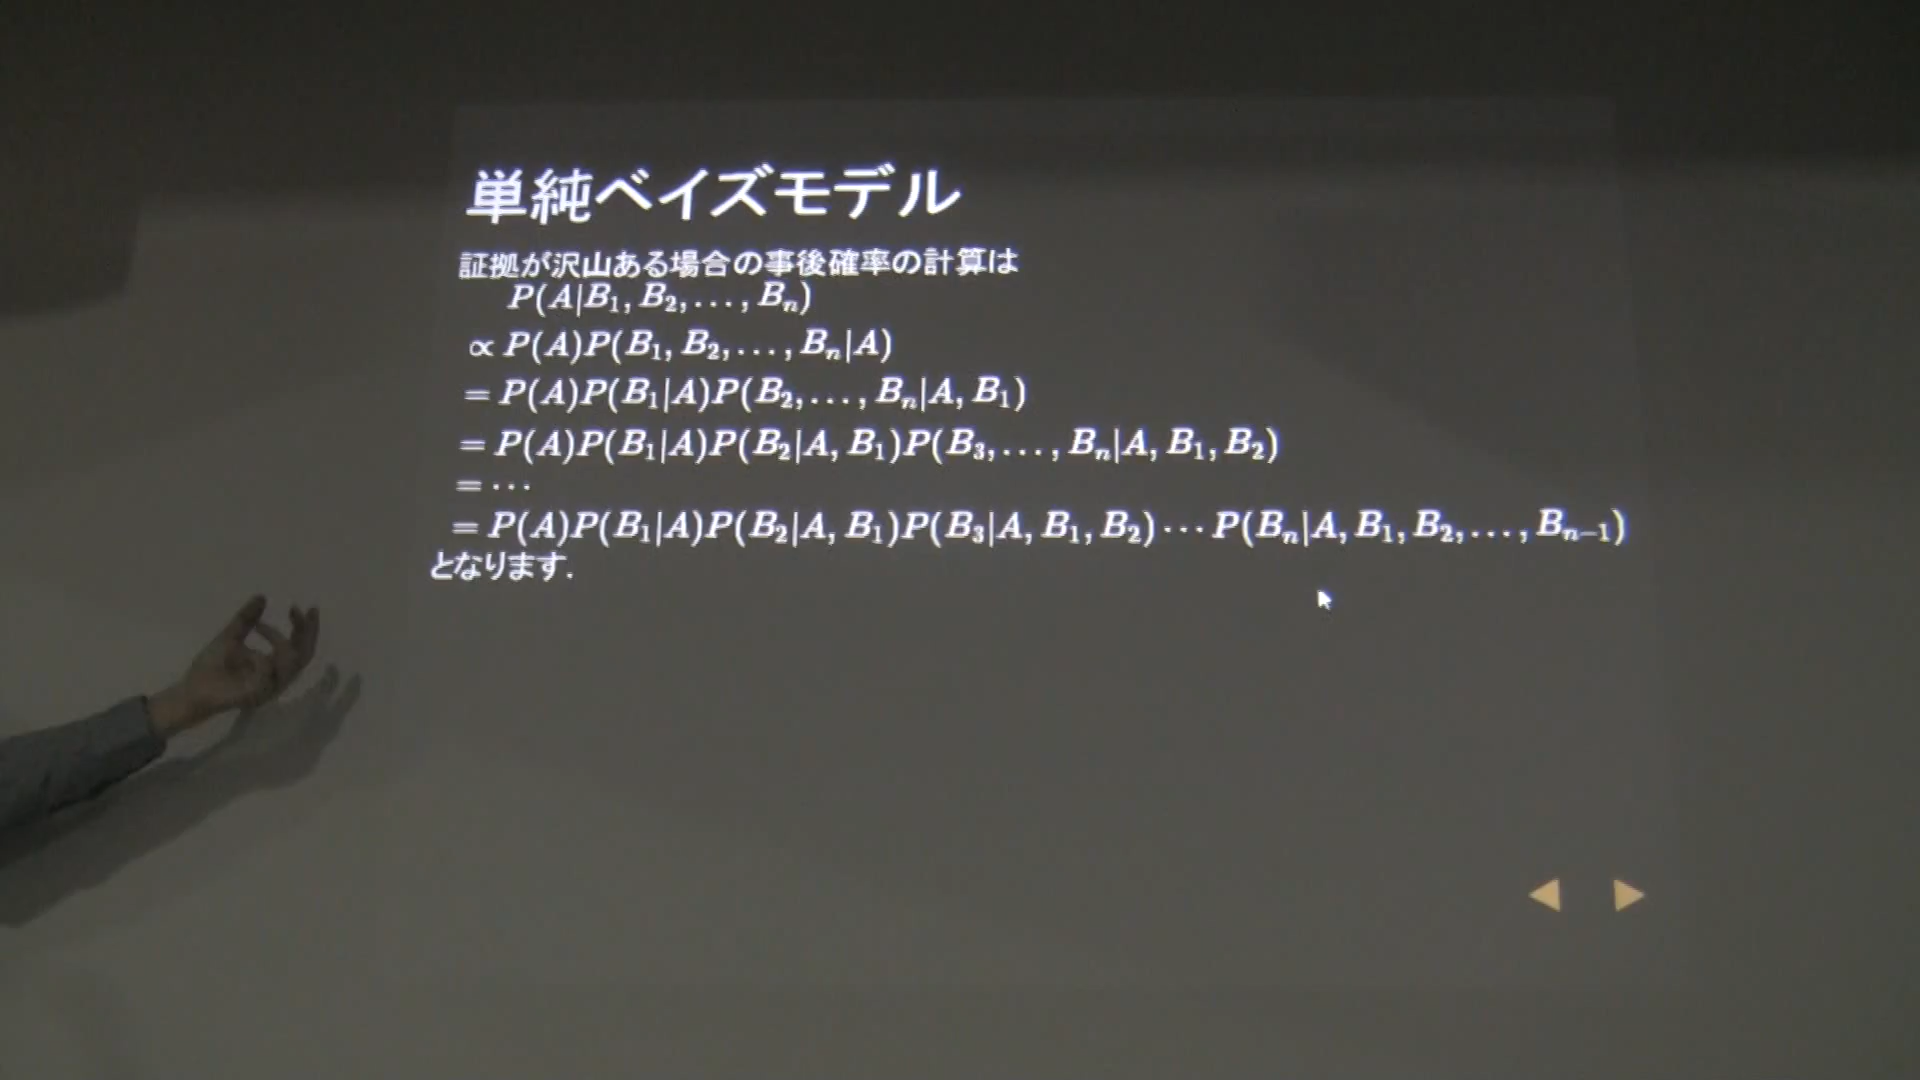 単純ベイズモデル
証拠が沢山ある場合の事後確率の計算は
P(A|B₁, B₂, ..., Bₙ)
∝ P(A)P(B₁, B₂, ..., Bₙ|A)
= P(A)P(B₁|A)P(B₂, ..., Bₙ|A, B₁)
= P(A)P(B₁|A)P(B₂|A, B₁)P(B₃, ..., Bₙ|A, B₁, B₂)
= ⋯
= P(A)P(B₁|A)P(B₂|A, B₁)P(B₃|A, B₁, B₂) ⋯ P(Bₙ|A, B₁, B₂, ..., Bₙ₋₁)
となります.